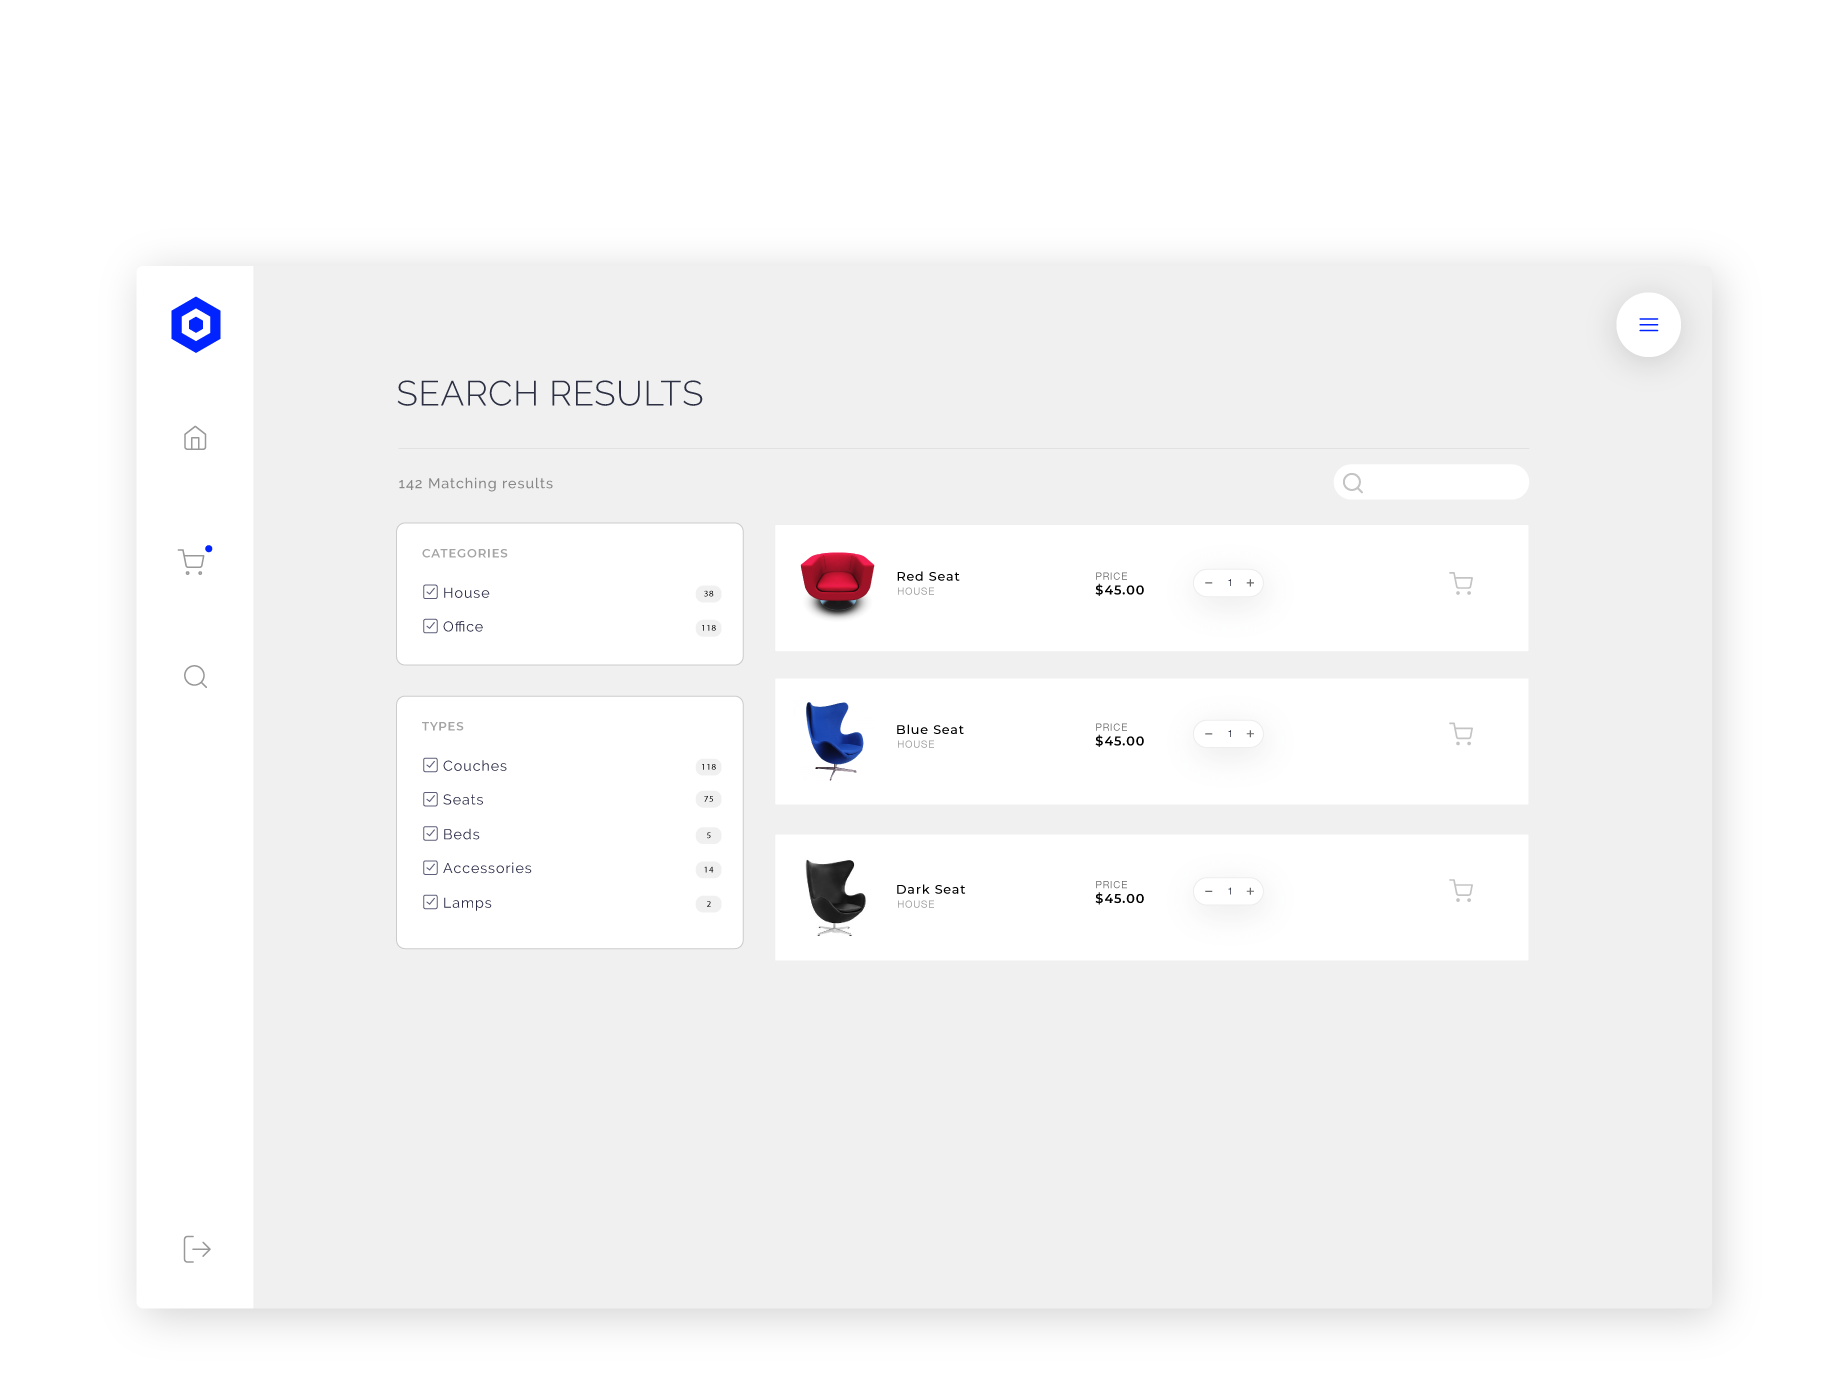 SEARCH RESULTS
142 Matching results
CATEGORIES
House 38
Office 118
TYPES
Couches 118
Seats 75
Beds 5
Accessories 14
Lamps 2
Red Seat
HOUSE
PRICE
$45.00
− 1 +
Blue Seat
HOUSE
PRICE
$45.00
− 1 +
Dark Seat
HOUSE
PRICE
$45.00
− 1 +